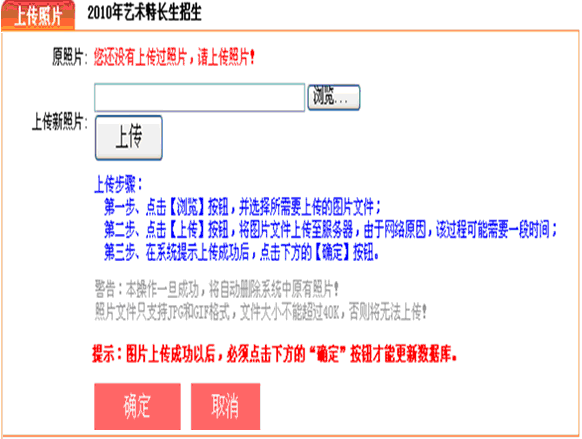 上传照片 2010年艺术特长生招生
原照片: 您还没有上传过照片，请上传照片！
浏览...
上传新照片:
上传
上传步骤：
第一步、点击【浏览】按钮，并选择所需要上传的图片文件；
第二步、点击【上传】按钮，将图片文件上传至服务器，由于网络原因，该过程可能需要一段时间；
第三步、在系统提示上传成功后，点击下方的【确定】按钮。
警告：本操作一旦成功，将自动删除系统中原有照片！
照片文件只支持JPG和GIF格式，文件大小不能超过40K，否则将无法上传！
提示：图片上传成功以后，必须点击下方的“确定”按钮才能更新数据库。
确定 取消